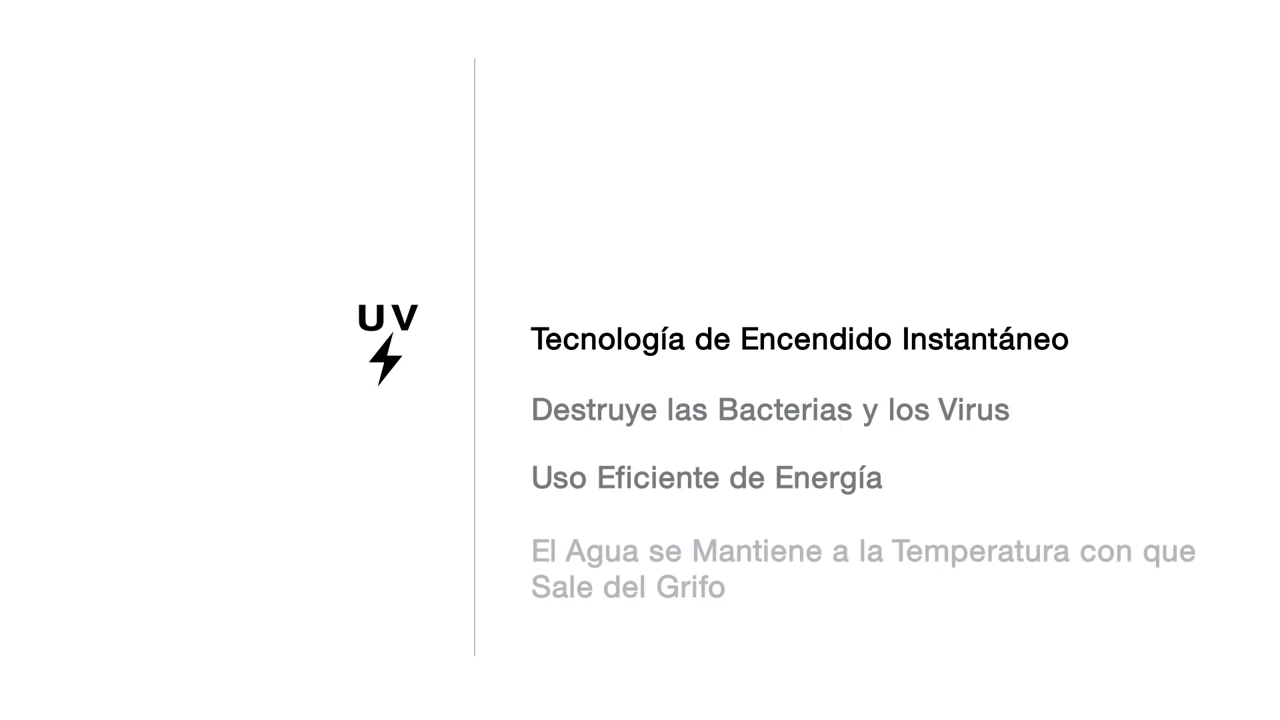 UV
Tecnología de Encendido Instantáneo
Destruye las Bacterias y los Virus
Uso Eficiente de Energía
El Agua se Mantiene a la Temperatura con que
Sale del Grifo